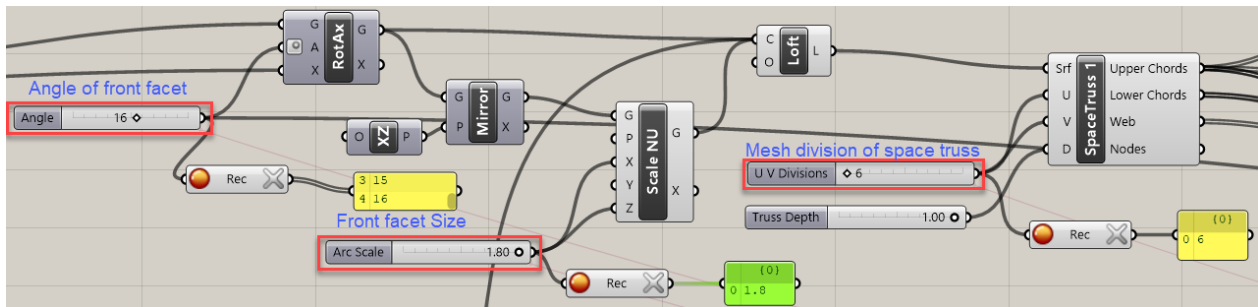 G
A
X
RotAx
G
X
Angle of front facet
Angle
16
G
P
Mirror
G
X
O
XZ
P
Rec
3 15
4 16
G
P
X
Y
Z
Scale NU
G
X
C
O
Loft
L
Srf
U
V
D
SpaceTruss 1
Upper Chords
Lower Chords
Web
Nodes
Mesh division of space truss
U V Divisions
6
Truss Depth
1.00
Front facet Size
Arc Scale
1.80
Rec
{0}
0 1.8
Rec
{0}
0 6